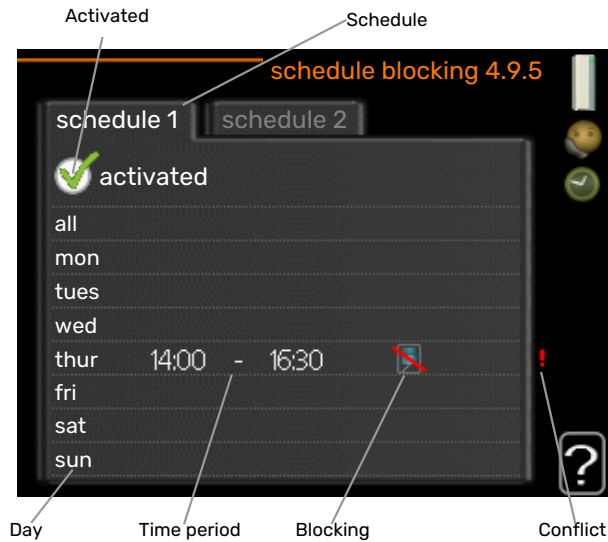 Activated Schedule
schedule blocking 4.9.5
schedule 1 schedule 2
activated
all
mon
tues
wed
thur 14:00 - 16:30 !
fri
sat
sun
?
Day Time period Blocking Conflict